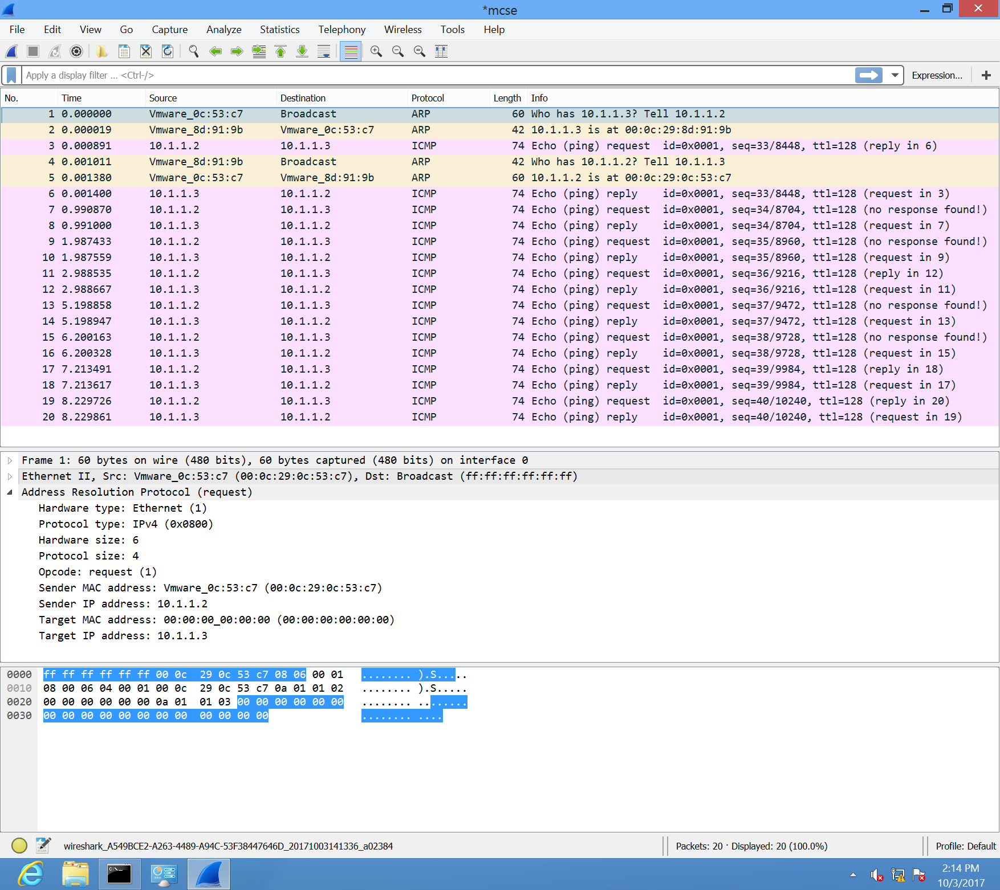 *mcse
File Edit View Go Capture Analyze Statistics Telephony Wireless Tools Help
Apply a display filter ... <Ctrl-/> Expression... +
No. Time Source Destination Protocol Length Info
1 0.000000 Vmware_0c:53:c7 Broadcast ARP 60 Who has 10.1.1.3? Tell 10.1.1.2
2 0.000019 Vmware_8d:91:9b Vmware_0c:53:c7 ARP 42 10.1.1.3 is at 00:0c:29:8d:91:9b
3 0.000891 10.1.1.2 10.1.1.3 ICMP 74 Echo (ping) request id=0x0001, seq=33/8448, ttl=128 (reply in 6)
4 0.001011 Vmware_8d:91:9b Broadcast ARP 42 Who has 10.1.1.2? Tell 10.1.1.3
5 0.001380 Vmware_0c:53:c7 Vmware_8d:91:9b ARP 60 10.1.1.2 is at 00:0c:29:0c:53:c7
6 0.001400 10.1.1.3 10.1.1.2 ICMP 74 Echo (ping) reply id=0x0001, seq=33/8448, ttl=128 (request in 3)
7 0.990870 10.1.1.2 10.1.1.3 ICMP 74 Echo (ping) request id=0x0001, seq=34/8704, ttl=128 (no response found!)
8 0.991000 10.1.1.3 10.1.1.2 ICMP 74 Echo (ping) reply id=0x0001, seq=34/8704, ttl=128 (request in 7)
9 1.987433 10.1.1.2 10.1.1.3 ICMP 74 Echo (ping) request id=0x0001, seq=35/8960, ttl=128 (no response found!)
10 1.987559 10.1.1.3 10.1.1.2 ICMP 74 Echo (ping) reply id=0x0001, seq=35/8960, ttl=128 (request in 9)
11 2.988535 10.1.1.2 10.1.1.3 ICMP 74 Echo (ping) request id=0x0001, seq=36/9216, ttl=128 (reply in 12)
12 2.988667 10.1.1.3 10.1.1.2 ICMP 74 Echo (ping) reply id=0x0001, seq=36/9216, ttl=128 (request in 11)
13 5.198858 10.1.1.2 10.1.1.3 ICMP 74 Echo (ping) request id=0x0001, seq=37/9472, ttl=128 (no response found!)
14 5.198947 10.1.1.3 10.1.1.2 ICMP 74 Echo (ping) reply id=0x0001, seq=37/9472, ttl=128 (request in 13)
15 6.200163 10.1.1.2 10.1.1.3 ICMP 74 Echo (ping) request id=0x0001, seq=38/9728, ttl=128 (no response found!)
16 6.200328 10.1.1.3 10.1.1.2 ICMP 74 Echo (ping) reply id=0x0001, seq=38/9728, ttl=128 (request in 15)
17 7.213491 10.1.1.2 10.1.1.3 ICMP 74 Echo (ping) request id=0x0001, seq=39/9984, ttl=128 (reply in 18)
18 7.213617 10.1.1.3 10.1.1.2 ICMP 74 Echo (ping) reply id=0x0001, seq=39/9984, ttl=128 (request in 17)
19 8.229726 10.1.1.2 10.1.1.3 ICMP 74 Echo (ping) request id=0x0001, seq=40/10240, ttl=128 (reply in 20)
20 8.229861 10.1.1.3 10.1.1.2 ICMP 74 Echo (ping) reply id=0x0001, seq=40/10240, ttl=128 (request in 19)
Frame 1: 60 bytes on wire (480 bits), 60 bytes captured (480 bits) on interface 0
Ethernet II, Src: Vmware_0c:53:c7 (00:0c:29:0c:53:c7), Dst: Broadcast (ff:ff:ff:ff:ff:ff)
Address Resolution Protocol (request)
Hardware type: Ethernet (1)
Protocol type: IPv4 (0x0800)
Hardware size: 6
Protocol size: 4
Opcode: request (1)
Sender MAC address: Vmware_0c:53:c7 (00:0c:29:0c:53:c7)
Sender IP address: 10.1.1.2
Target MAC address: 00:00:00_00:00:00 (00:00:00:00:00:00)
Target IP address: 10.1.1.3
0000 ff ff ff ff ff ff 00 0c 29 0c 53 c7 08 06 00 01 ........ ).S.....
0010 08 00 06 04 00 01 00 0c 29 0c 53 c7 0a 01 01 02 ........ ).S.....
0020 00 00 00 00 00 00 0a 01 01 03 00 00 00 00 00 00 ........ ........
0030 00 00 00 00 00 00 00 00 00 00 00 00 ........ ....
wireshark_A549BCE2-A263-4489-A94C-53F38447646D_20171003141336_a02384 Packets: 20 · Displayed: 20 (100.0%) Profile: Default
C:\_
2:14 PM
10/3/2017